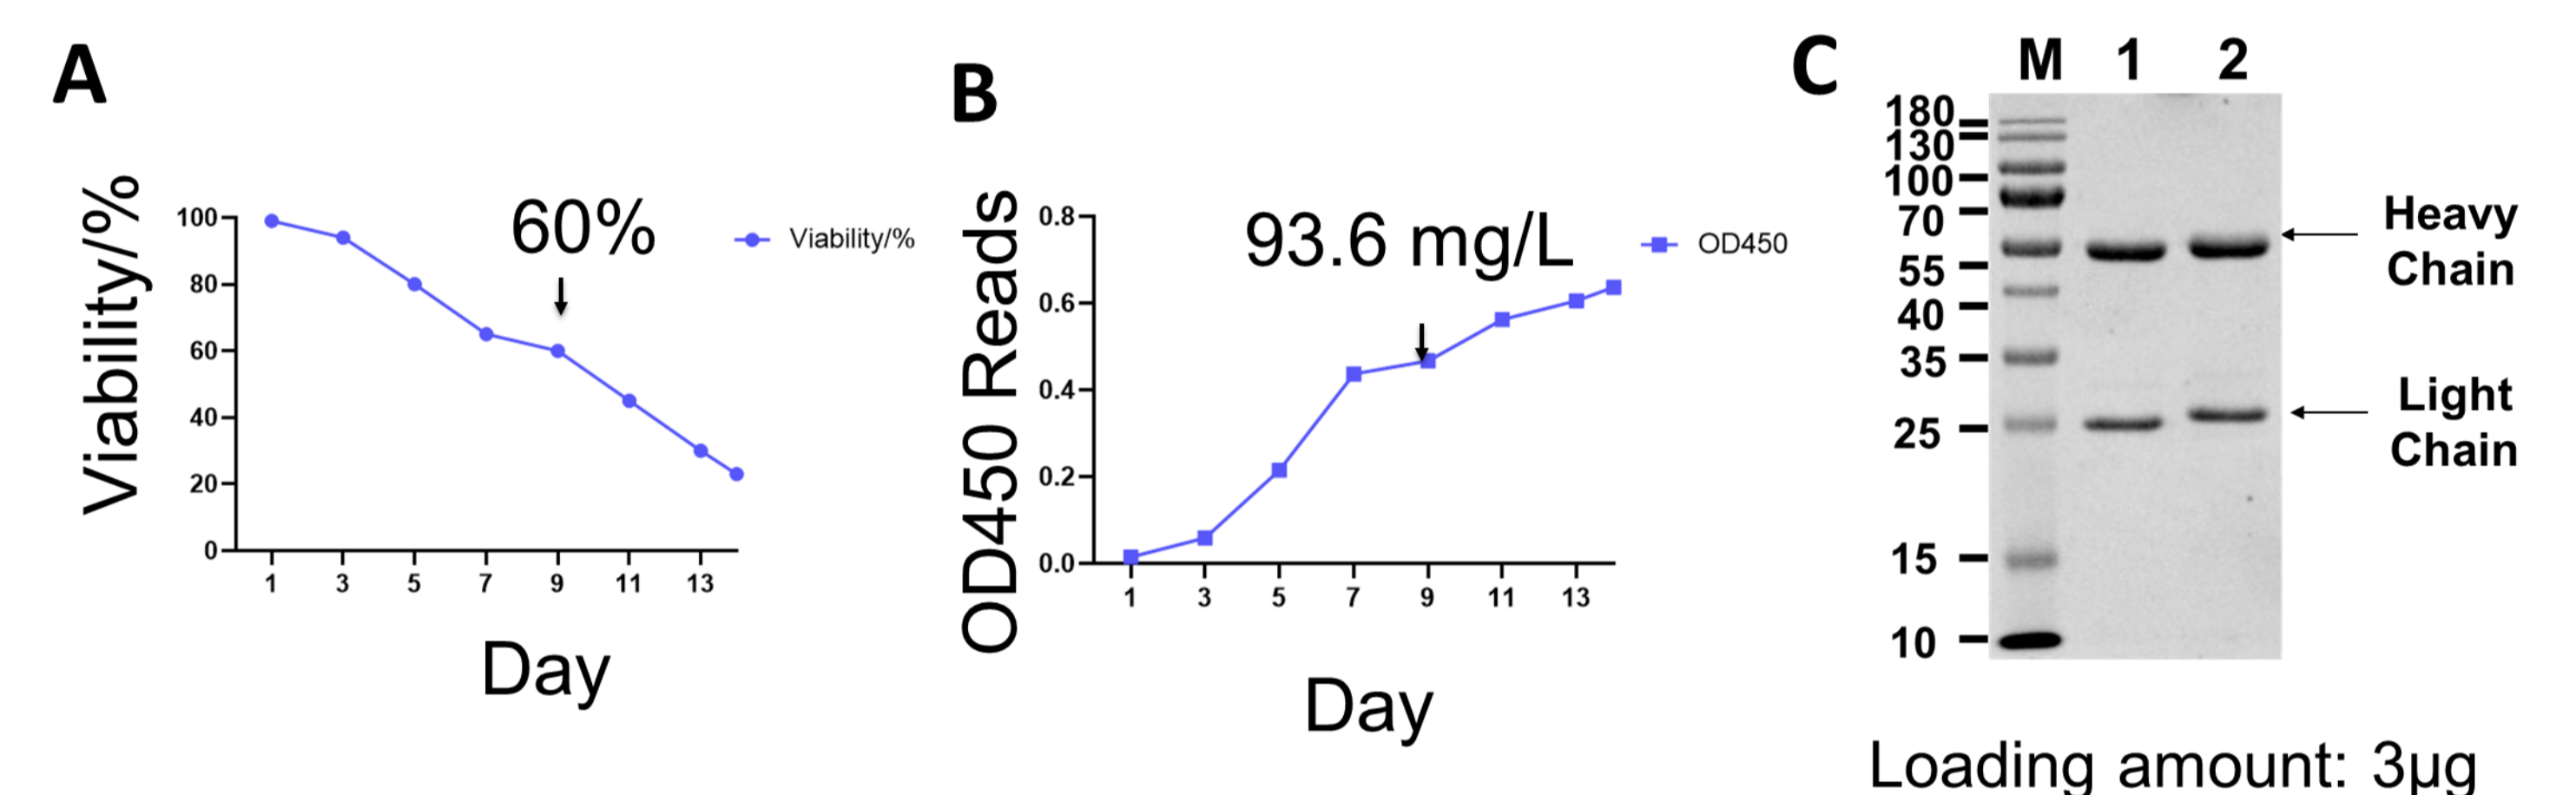 A
Viability/%
100
80
60
40
20
0
1 3 5 7 9 11 13
Day
60%
Viability/%
B
OD450 Reads
0.8
0.6
0.4
0.2
0.0
1 3 5 7 9 11 13
Day
93.6 mg/L
OD450
C
M 1 2
180
130
100
70
55
40
35
25
15
10
Heavy
Chain
Light
Chain
Loading amount: 3μg